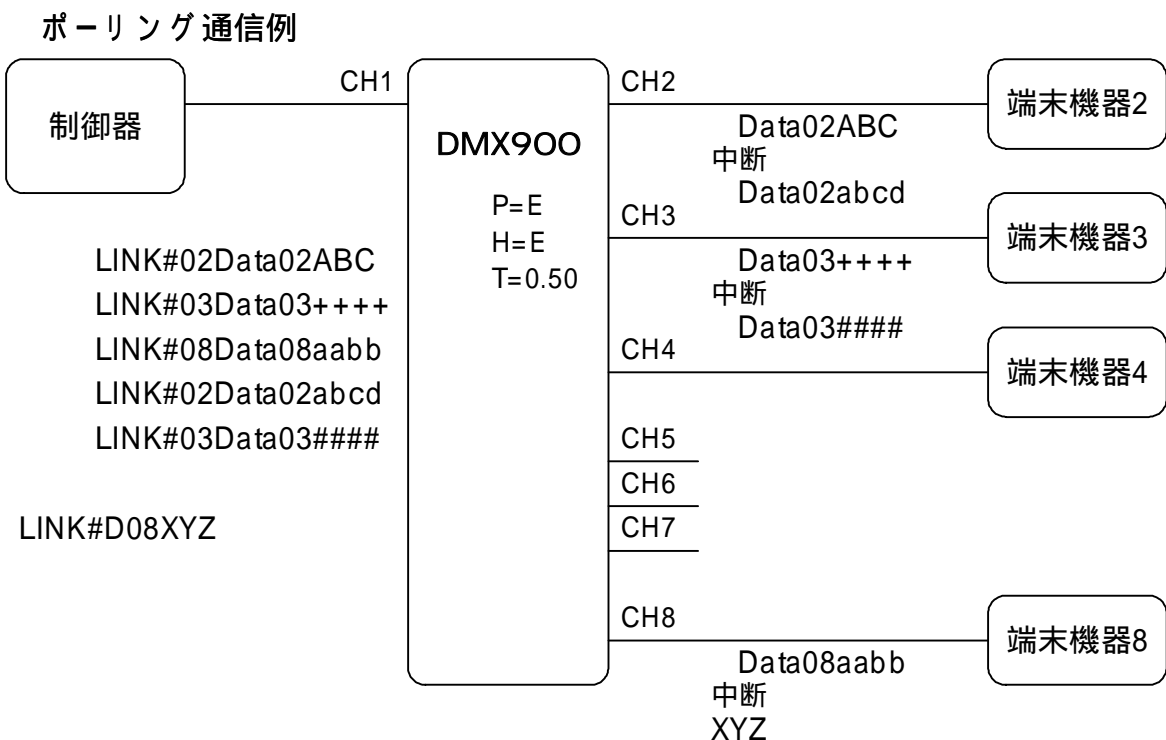 ポーリング通信例
制御器
CH1
DMX900
P=E
H=E
T=0.50
LINK#02Data02ABC
LINK#03Data03++++
LINK#08Data08aabb
LINK#02Data02abcd
LINK#03Data03####
LINK#D08XYZ
CH2
端末機器2
Data02ABC
中断
Data02abcd
CH3
端末機器3
Data03++++
中断
Data03####
CH4
端末機器4
CH5
CH6
CH7
CH8
端末機器8
Data08aabb
中断
XYZ